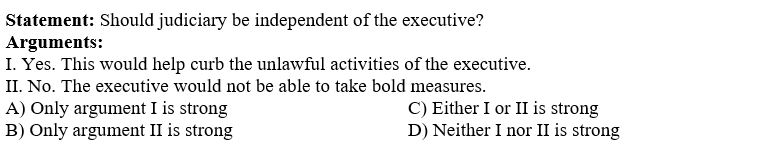 Statement: Should judiciary be independent of the executive?
Arguments:
I. Yes. This would help curb the unlawful activities of the executive.
II. No. The executive would not be able to take bold measures.
A) Only argument I is strong C) Either I or II is strong
B) Only argument II is strong D) Neither I nor II is strong